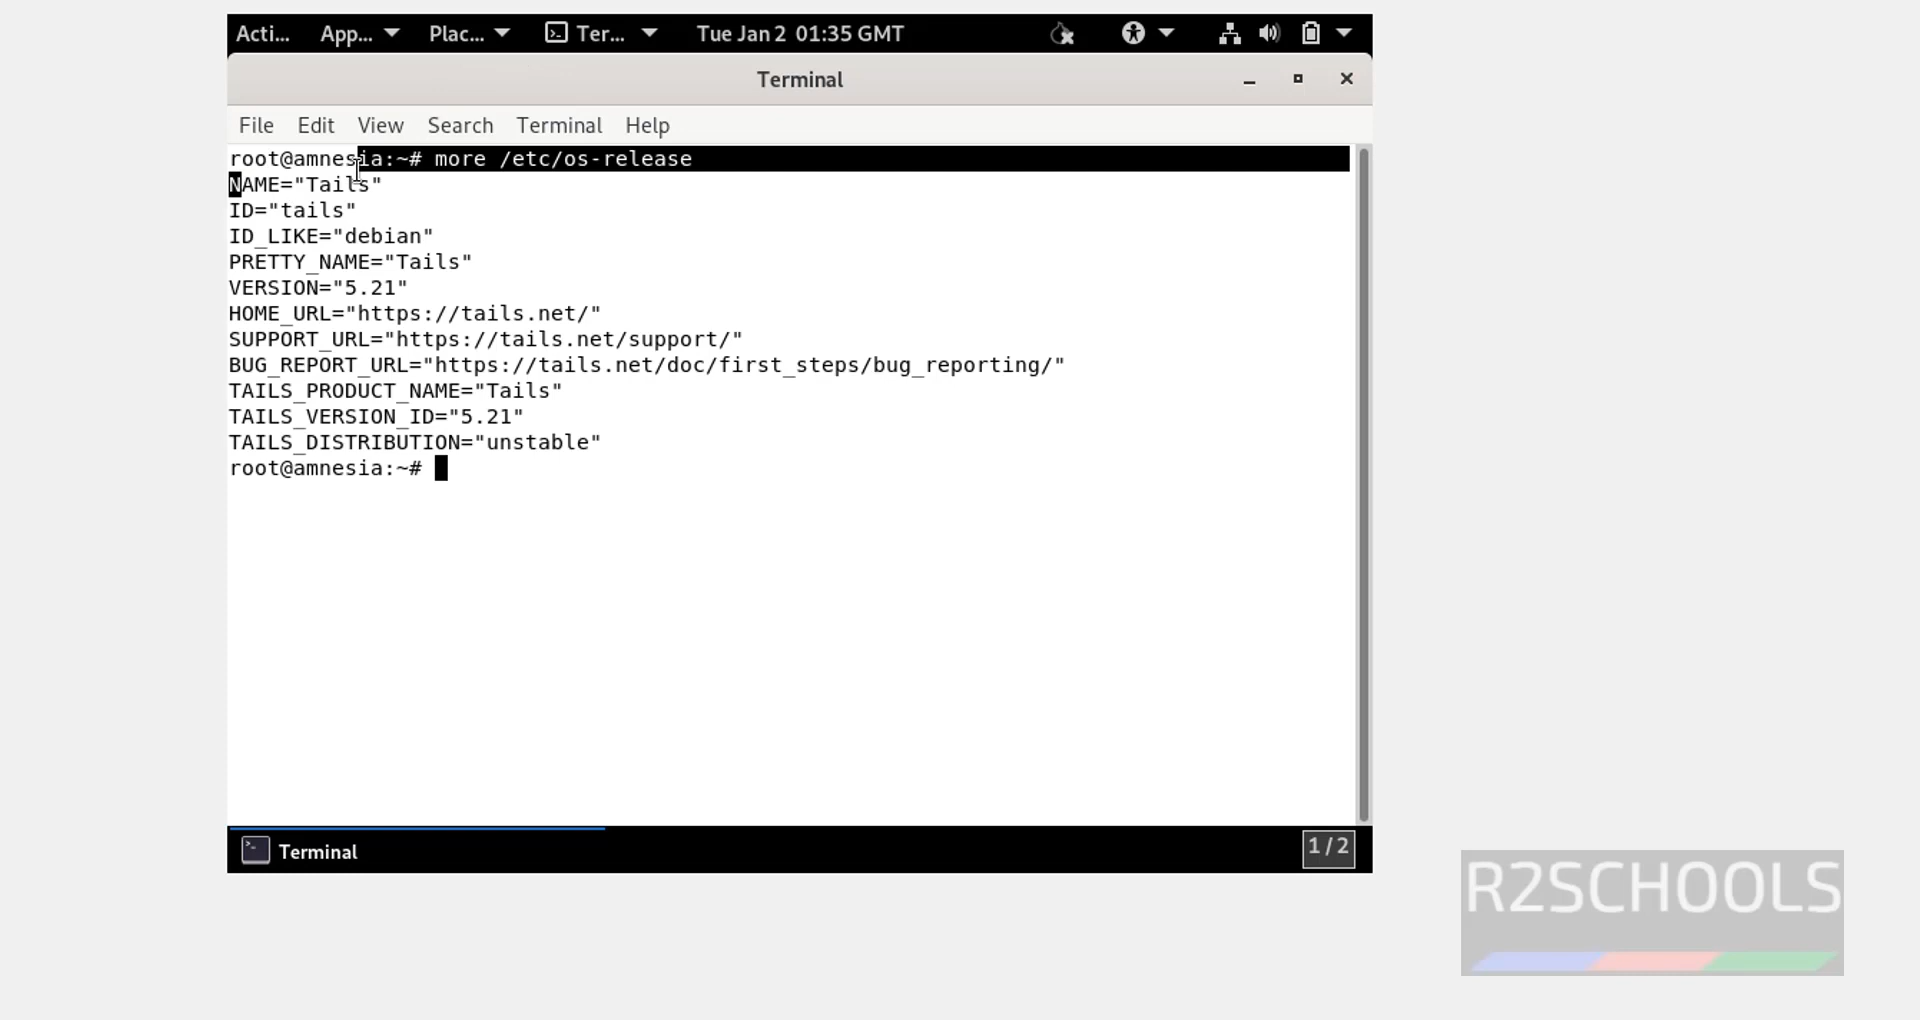 Acti... App... Plac... Ter... Tue Jan 2 01:35 GMT
Terminal
File Edit View Search Terminal Help
root@amnesia:~# more /etc/os-release
NAME="Tails"
ID="tails"
ID_LIKE="debian"
PRETTY_NAME="Tails"
VERSION="5.21"
HOME_URL="https://tails.net/"
SUPPORT_URL="https://tails.net/support/"
BUG_REPORT_URL="https://tails.net/doc/first_steps/bug_reporting/"
TAILS_PRODUCT_NAME="Tails"
TAILS_VERSION_ID="5.21"
TAILS_DISTRIBUTION="unstable"
root@amnesia:~#
Terminal 1 / 2
R2SCHOOLS